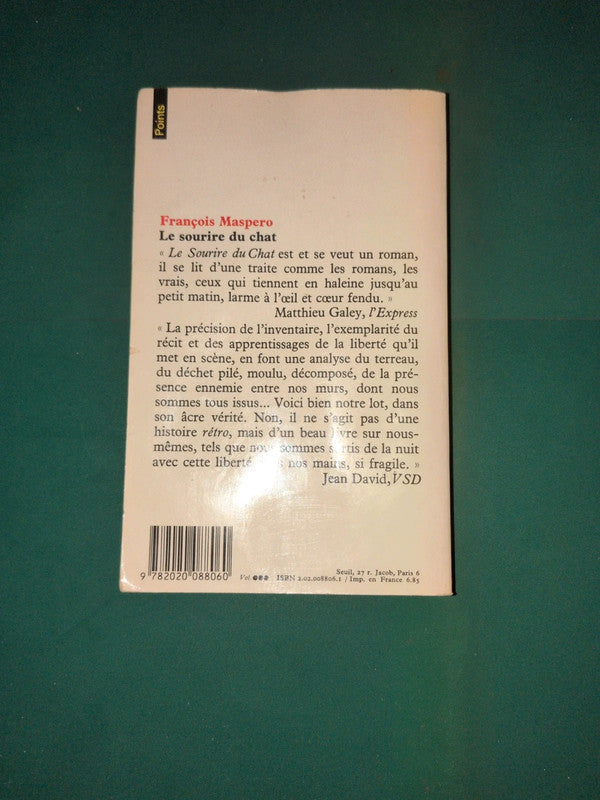 Points
François Maspero
Le sourire du chat
« Le Sourire du Chat est et se veut un roman,
il se lit d'une traite comme les romans, les
vrais, ceux qui tiennent en haleine jusqu'au
petit matin, larme à l'œil et cœur fendu. »
Matthieu Galey, l'Express
« La précision de l'inventaire, l'exemplarité du
récit et des apprentissages de la liberté qu'il
met en scène, en font une analyse du terreau,
du déchet pilé, moulu, décomposé, de la pré-
sence ennemie entre nos murs, dont nous
sommes tous issus... Voici bien notre lot, dans
son âcre vérité. Non, il ne s'agit pas d'une
histoire rétro, mais d'un beau livre sur nous-
mêmes, tels que nous sommes sortis de la nuit
avec cette liberté nos mains, si fragile. »
Jean David, VSD
9 782020 088060
Vol. ISBN 2.02.008806.1 / Imp. en France 6.85
Seuil, 27 r. Jacob, Paris 6